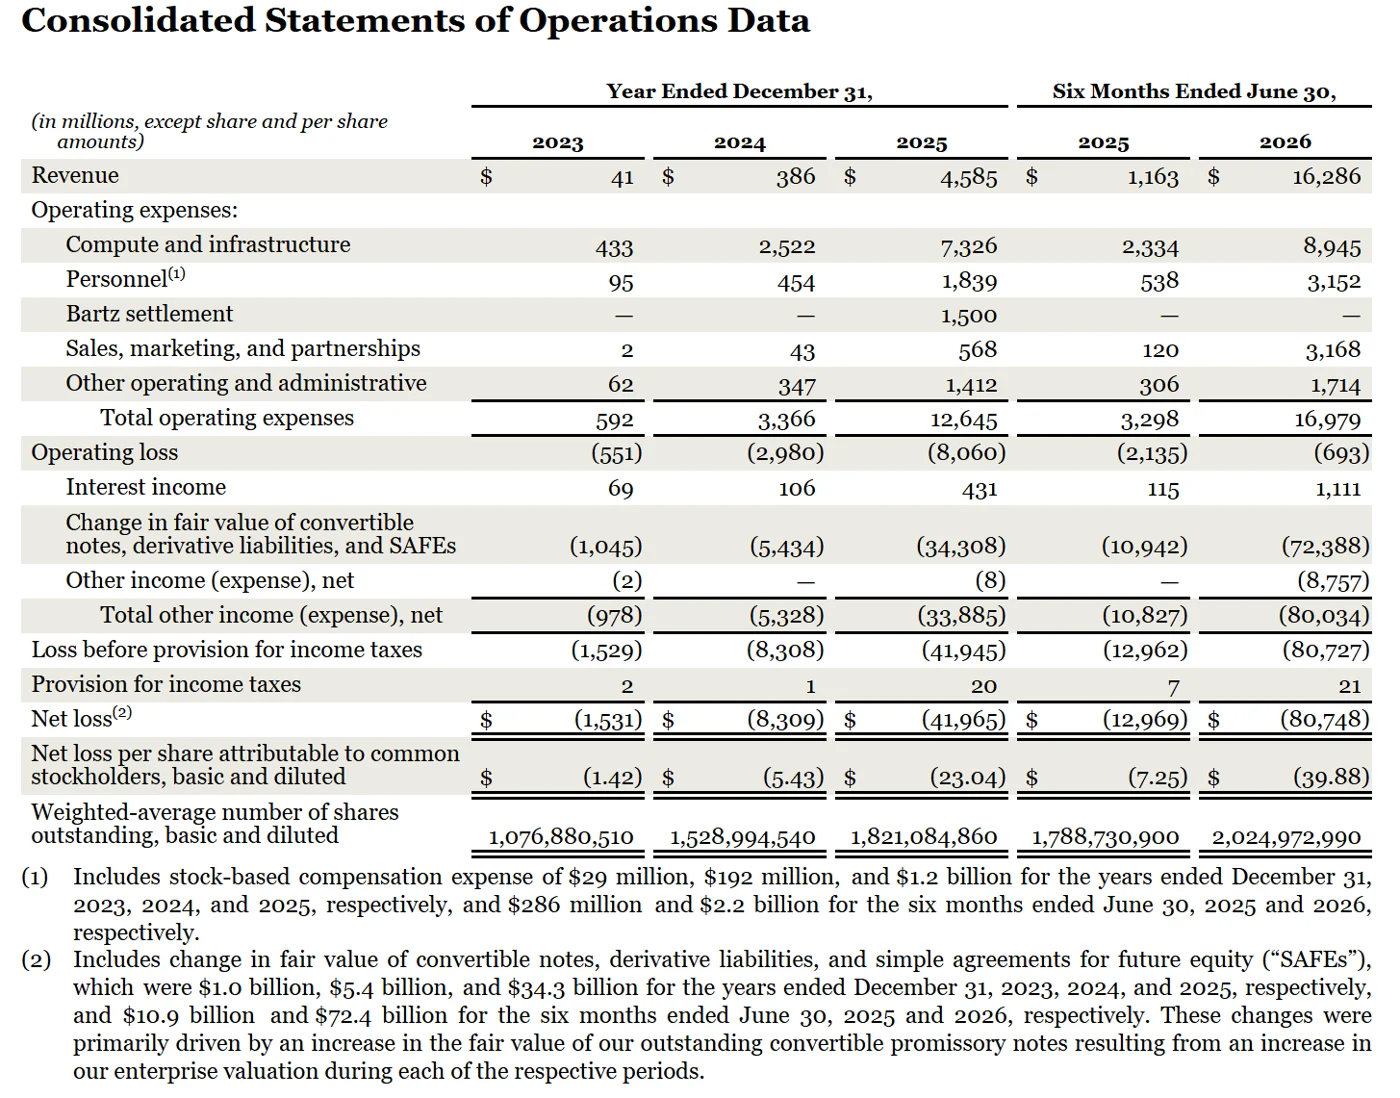 Consolidated Statements of Operations Data
Year Ended December 31, Six Months Ended June 30,
(in millions, except share and per share
amounts) 2023 2024 2025 2025 2026
Revenue $ 41 $ 386 $ 4,585 $ 1,163 $ 16,286
Operating expenses:
Compute and infrastructure 433 2,522 7,326 2,334 8,945
Personnel(1) 95 454 1,839 538 3,152
Bartz settlement — — 1,500 — —
Sales, marketing, and partnerships 2 43 568 120 3,168
Other operating and administrative 62 347 1,412 306 1,714
Total operating expenses 592 3,366 12,645 3,298 16,979
Operating loss (551) (2,980) (8,060) (2,135) (693)
Interest income 69 106 431 115 1,111
Change in fair value of convertible
notes, derivative liabilities, and SAFEs (1,045) (5,434) (34,308) (10,942) (72,388)
Other income (expense), net (2) — (8) — (8,757)
Total other income (expense), net (978) (5,328) (33,885) (10,827) (80,034)
Loss before provision for income taxes (1,529) (8,308) (41,945) (12,962) (80,727)
Provision for income taxes 2 1 20 7 21
Net loss(2) $ (1,531) $ (8,309) $ (41,965) $ (12,969) $ (80,748)
Net loss per share attributable to common
stockholders, basic and diluted $ (1.42) $ (5.43) $ (23.04) $ (7.25) $ (39.88)
Weighted-average number of shares
outstanding, basic and diluted 1,076,880,510 1,528,994,540 1,821,084,860 1,788,730,900 2,024,972,990
(1) Includes stock-based compensation expense of $29 million, $192 million, and $1.2 billion for the years ended December 31,
2023, 2024, and 2025, respectively, and $286 million and $2.2 billion for the six months ended June 30, 2025 and 2026,
respectively.
(2) Includes change in fair value of convertible notes, derivative liabilities, and simple agreements for future equity (“SAFEs”),
which were $1.0 billion, $5.4 billion, and $34.3 billion for the years ended December 31, 2023, 2024, and 2025, respectively,
and $10.9 billion and $72.4 billion for the six months ended June 30, 2025 and 2026, respectively. These changes were
primarily driven by an increase in the fair value of our outstanding convertible promissory notes resulting from an increase in
our enterprise valuation during each of the respective periods.